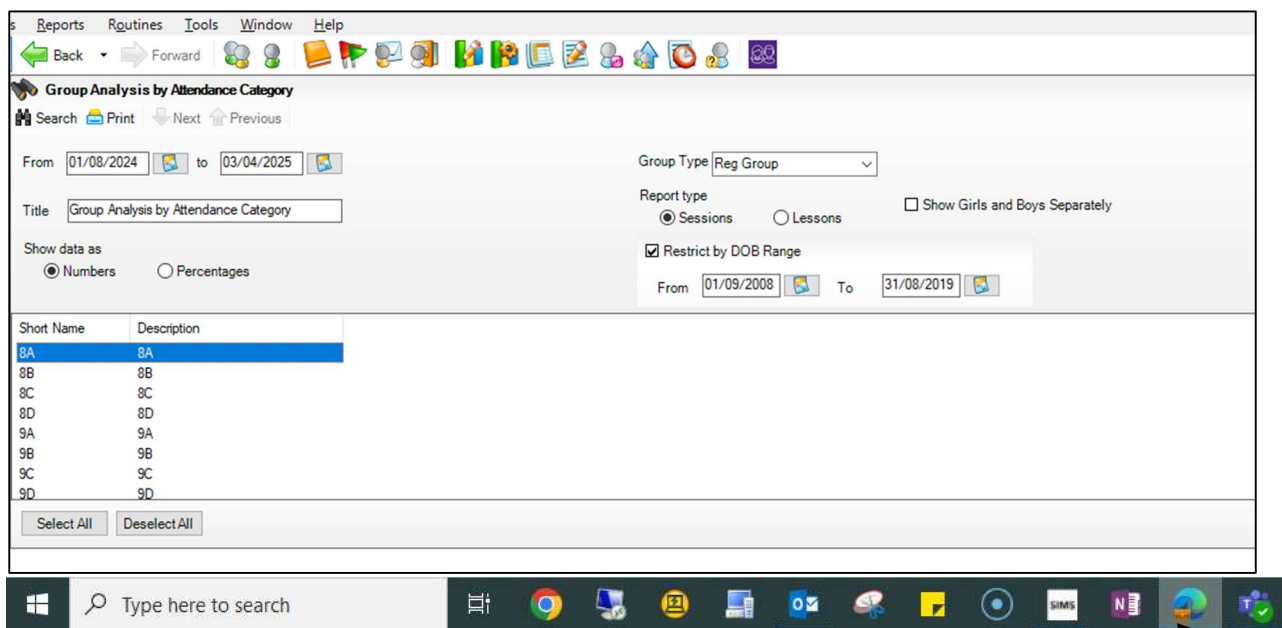 s Reports Routines Tools Window Help
Back Forward
Group Analysis by Attendance Category
Search Print Next Previous
From 01/08/2024 to 03/04/2025 Group Type Reg Group
Report type
Title Group Analysis by Attendance Category Sessions Lessons Show Girls and Boys Separately
Show data as Restrict by DOB Range
Numbers Percentages
From 01/09/2008 To 31/08/2019
Short Name Description
8A 8A
8B 8B
8C 8C
8D 8D
9A 9A
9B 9B
9C 9C
9D 9D
Select All Deselect All
Type here to search SIMS N